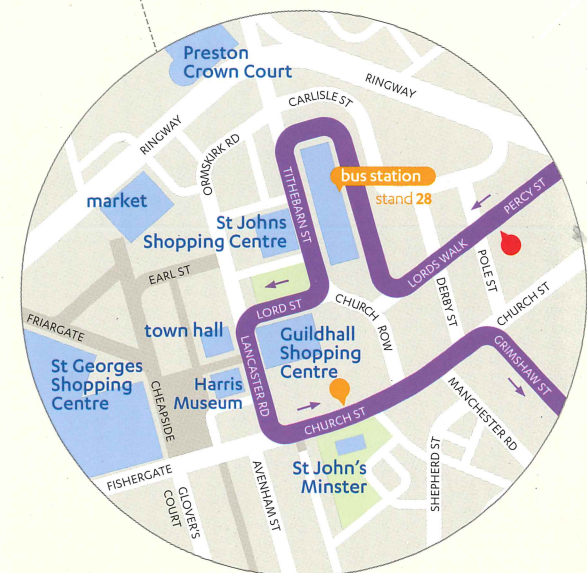 Preston
Crown Court
RINGWAY
CARLISLE ST
RINGWAY
ORMSKIRK RD
bus station
stand 28
TITHEBARN ST
PERCY ST
market
St Johns
Shopping Centre
LORDS WALK
POLE ST
EARL ST
DERBY ST
CHURCH ST
LORD ST
CHURCH
ROW
FRIARGATE
town hall
Guildhall
Shopping
Centre
LANCASTER RD
GRIMSHAW ST
St Georges
Shopping
Centre
CHEAPSIDE
Harris
Museum
CHURCH ST
MANCHESTER RD
FISHERGATE
St John's
Minster
SHEPHERD ST
GLOVER'S
COURT
AVENHAM ST